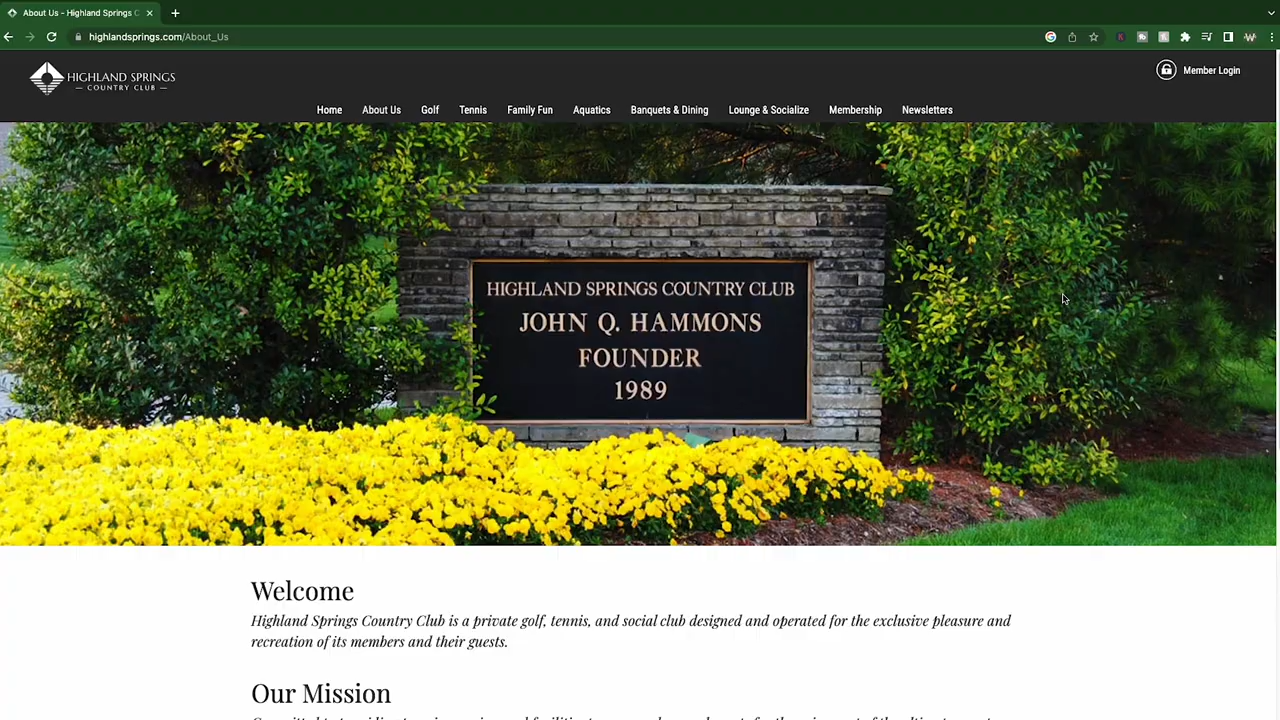 About Us - Highland Springs C
highlandsprings.com/About_Us
HIGHLAND SPRINGS
— COUNTRY CLUB —
Member Login
Home About Us Golf Tennis Family Fun Aquatics Banquets & Dining Lounge & Socialize Membership Newsletters
HIGHLAND SPRINGS COUNTRY CLUB
JOHN Q. HAMMONS
FOUNDER
1989
Welcome
Highland Springs Country Club is a private golf, tennis, and social club designed and operated for the exclusive pleasure and
recreation of its members and their guests.
Our Mission